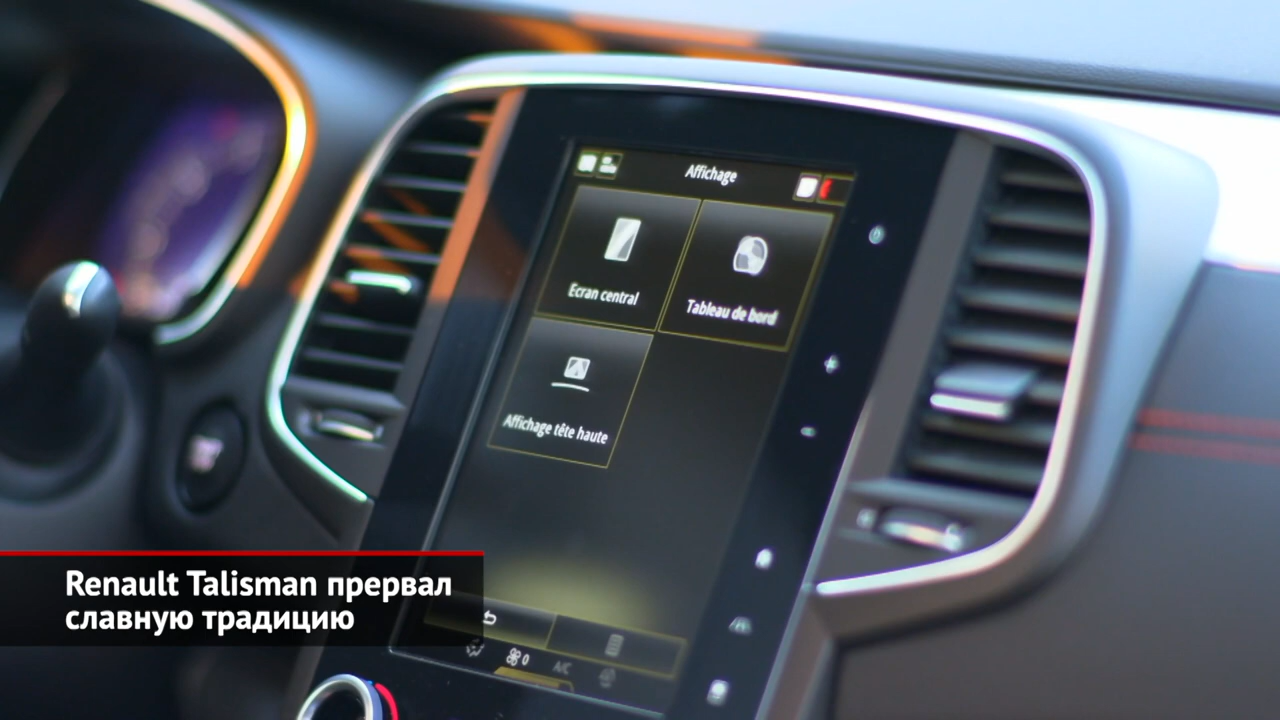 Affichage
Ecran central
Tableau de bord
Affichage tête haute
0
A/C
Renault Talisman прервал
славную традицию